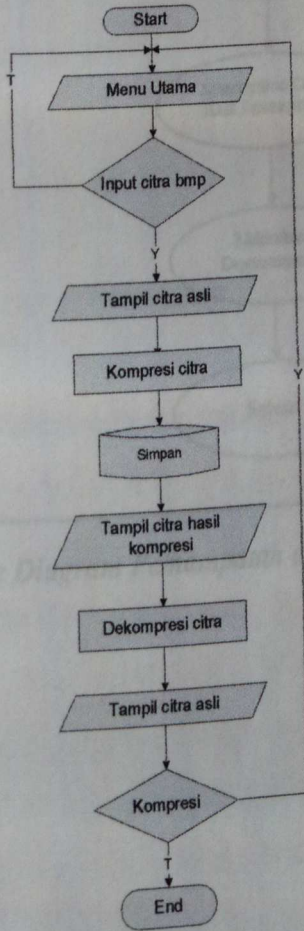 Start
T
Menu Utama
Input citra bmp
Y
Tampil citra asli
Kompresi citra
Y
Simpan
Tampil citra hasil
kompresi
Dekompresi citra
Tampil citra asli
Kompresi
T
End